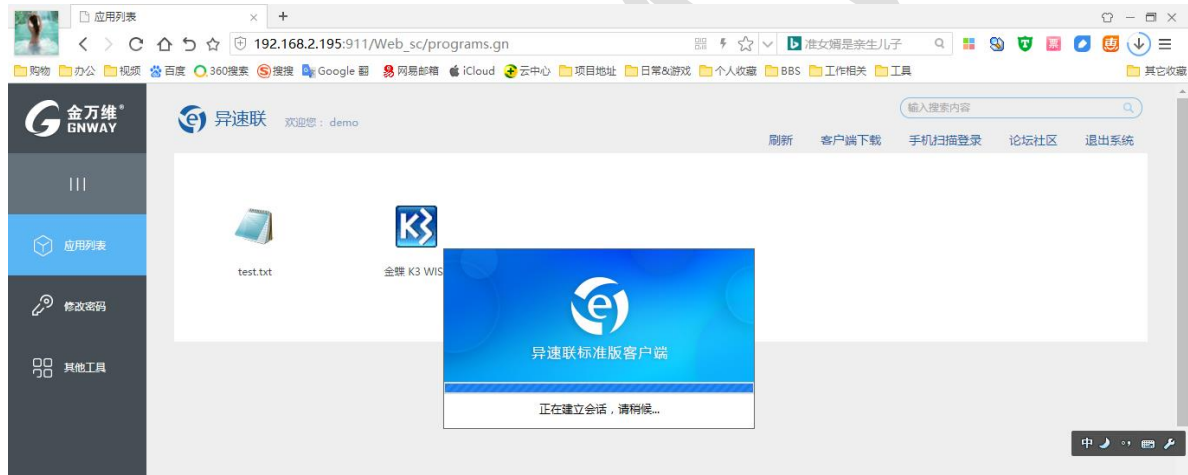 应用列表
192.168.2.195:911/Web_sc/programs.gn
准女婿是亲生儿子
购物 办公 视频 百度 360搜索 搜搜 Google 翻 网易邮箱 iCloud 云中心 项目地址 日常&游戏 个人收藏 BBS 工作相关 工具 其它收藏
金万维®
GNWAY
异速联 欢迎您：demo
输入搜索内容
刷新 客户端下载 手机扫描登录 论坛社区 退出系统
应用列表
修改密码
其他工具
test.txt
K3
金蝶 K3 WIS
e
异速联标准版客户端
正在建立会话，请稍候...
中